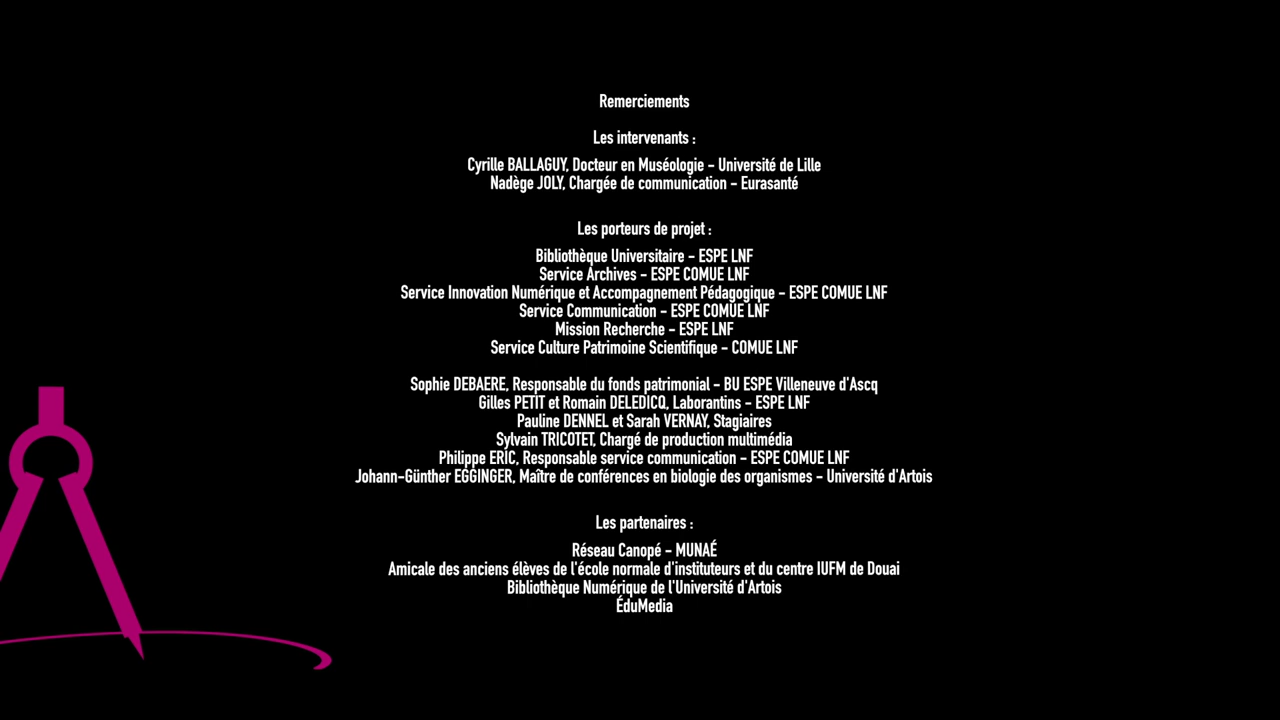 Remerciements
Les intervenants :
Cyrille BALLAGUY, Docteur en Muséologie - Université de Lille
Nadège JOLY, Chargée de communication - Eurasanté
Les porteurs de projet :
Bibliothèque Universitaire - ESPE LNF
Service Archives - ESPE COMUE LNF
Service Innovation Numérique et Accompagnement Pédagogique - ESPE COMUE LNF
Service Communication - ESPE COMUE LNF
Mission Recherche - ESPE LNF
Service Culture Patrimoine Scientifique - COMUE LNF
Sophie DEBAERE, Responsable du fonds patrimonial - BU ESPE Villeneuve d'Ascq
Gilles PETIT et Romain DELEDICQ, Laborantins - ESPE LNF
Pauline DENNEL et Sarah VERNAY, Stagiaires
Sylvain TRICOTET, Chargé de production multimédia
Philippe ERIC, Responsable service communication - ESPE COMUE LNF
Johann-Günther EGGINGER, Maître de conférences en biologie des organismes - Université d'Artois
Les partenaires :
Réseau Canopé - MUNAÉ
Amicale des anciens élèves de l'école normale d'instituteurs et du centre IUFM de Douai
Bibliothèque Numérique de l'Université d'Artois
ÉduMedia